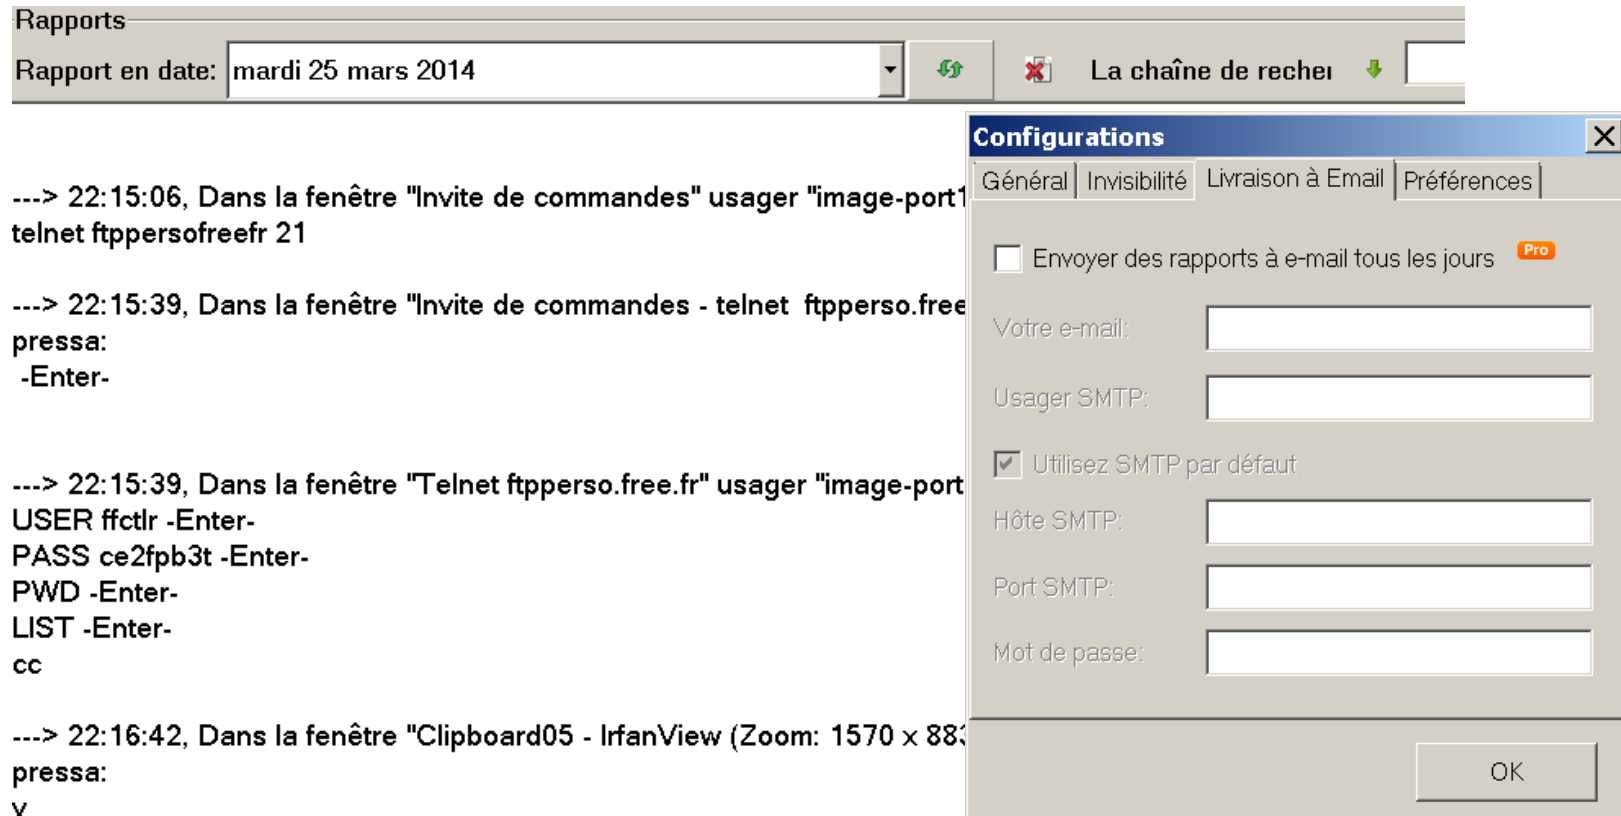 Rapports
Rapport en date: mardi 25 mars 2014 La chaîne de recher
---> 22:15:06, Dans la fenêtre "Invite de commandes" usager "image-port1
telnet ftppersofreefr 21
---> 22:15:39, Dans la fenêtre "Invite de commandes - telnet ftpperso.free
pressa:
-Enter-
---> 22:15:39, Dans la fenêtre "Telnet ftpperso.free.fr" usager "image-port
USER ffctlr -Enter-
PASS ce2fpb3t -Enter-
PWD -Enter-
LIST -Enter-
cc
---> 22:16:42, Dans la fenêtre "Clipboard05 - IrfanView (Zoom: 1570 x 883
pressa:
Configurations
Général Invisibilité Livraison à Email Préférences
Envoyer des rapports à e-mail tous les jours Pro
Votre e-mail:
Usager SMTP:
Utilisez SMTP par défaut
Hôte SMTP:
Port SMTP:
Mot de passe:
OK